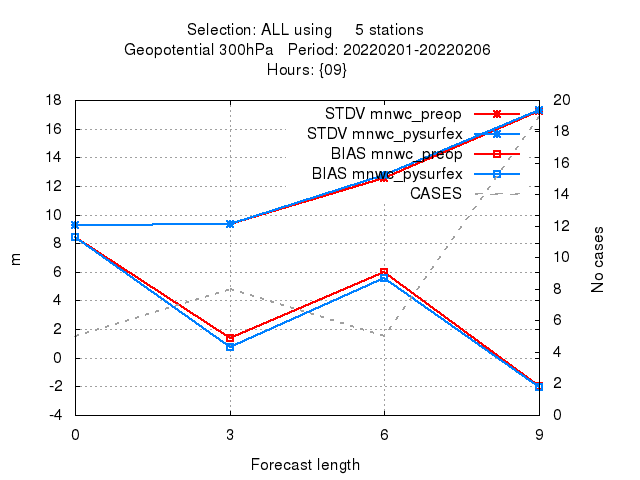 Selection: ALL using     5 stations
Geopotential 300hPa   Period: 20220201-20220206
Hours: {09}
18
16
14
12
10
8
6
4
2
0
-2
-4
m
STDV mnwc_preop
STDV mnwc_pysurfex
BIAS mnwc_preop
BIAS mnwc_pysurfex
CASES
20
18
16
14
12
10
8
6
4
2
0
No cases
0 3 6 9
Forecast length